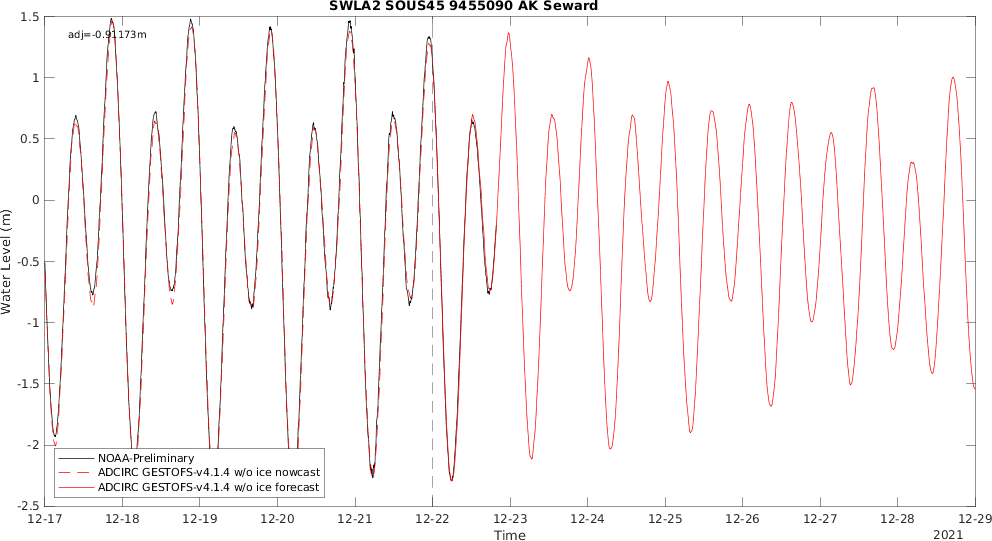 SWLA2 SOUS45 9455090 AK Seward
adj=-0.91173m
1.5
1
0.5
0
-0.5
-1
-1.5
-2
-2.5
Water Level (m)
NOAA-Preliminary
ADCIRC GESTOFS-v4.1.4 w/o ice nowcast
ADCIRC GESTOFS-v4.1.4 w/o ice forecast
12-17 12-18 12-19 12-20 12-21 12-22 12-23 12-24 12-25 12-26 12-27 12-28 12-29
Time
2021